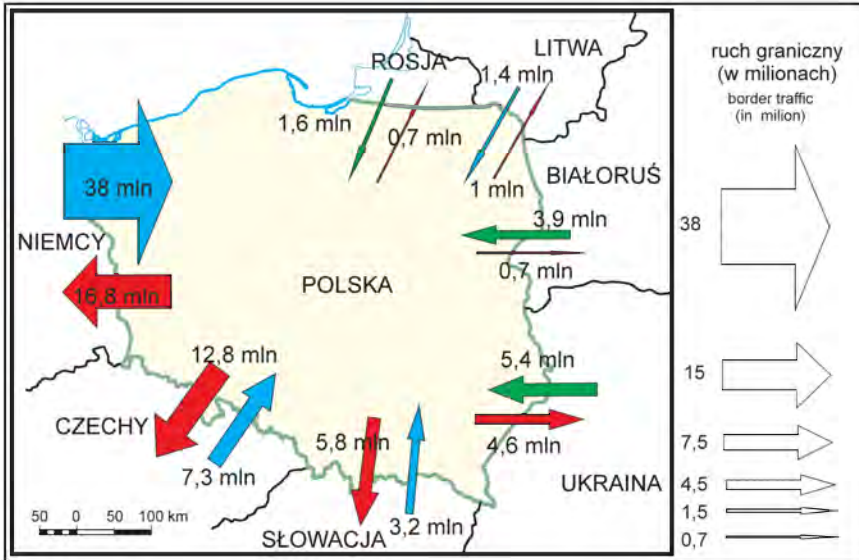 ROSJA
LITWA
1,4 mln
1,6 mln
0,7 mln
1 mln
BIAŁORUŚ
38 mln
3,9 mln
NIEMCY
0,7 mln
16,8 mln
POLSKA
12,8 mln
5,4 mln
CZECHY
5,8 mln
4,6 mln
7,3 mln
UKRAINA
3,2 mln
SŁOWACJA
50 0 50 100 km
ruch graniczny
(w milionach)
border traffic
(in milion)
38
15
7,5
4,5
1,5
0,7